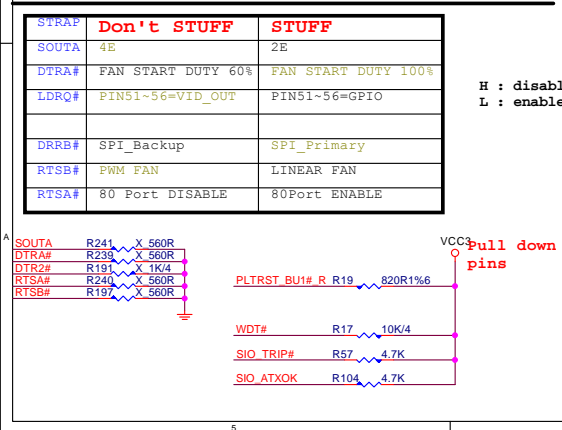 STRAP Don't STUFF STUFF
SOUTA 4E 2E
DTRA# FAN START DUTY 60% FAN START DUTY 100%
LDRQ# PIN51~56=VID_OUT PIN51~56=GPIO
DRRB# SPI_Backup SPI_Primary
RTSB# PWM FAN LINEAR FAN
RTSA# 80 Port DISABLE 80Port ENABLE
H : disabl
L : enable
A
SOUTA R241 X_560R
DTRA# R239 X_560R
DTR2# R191 X_1K/4
RTSA# R240 X_560R
RTSB# R197 X_560R
VCC3
Pull down
pins
PLTRST_BU1#_R R19 820R1%6
WDT# R17 10K/4
SIO_TRIP# R57 4.7K
SIO_ATXOK R104 4.7K
5